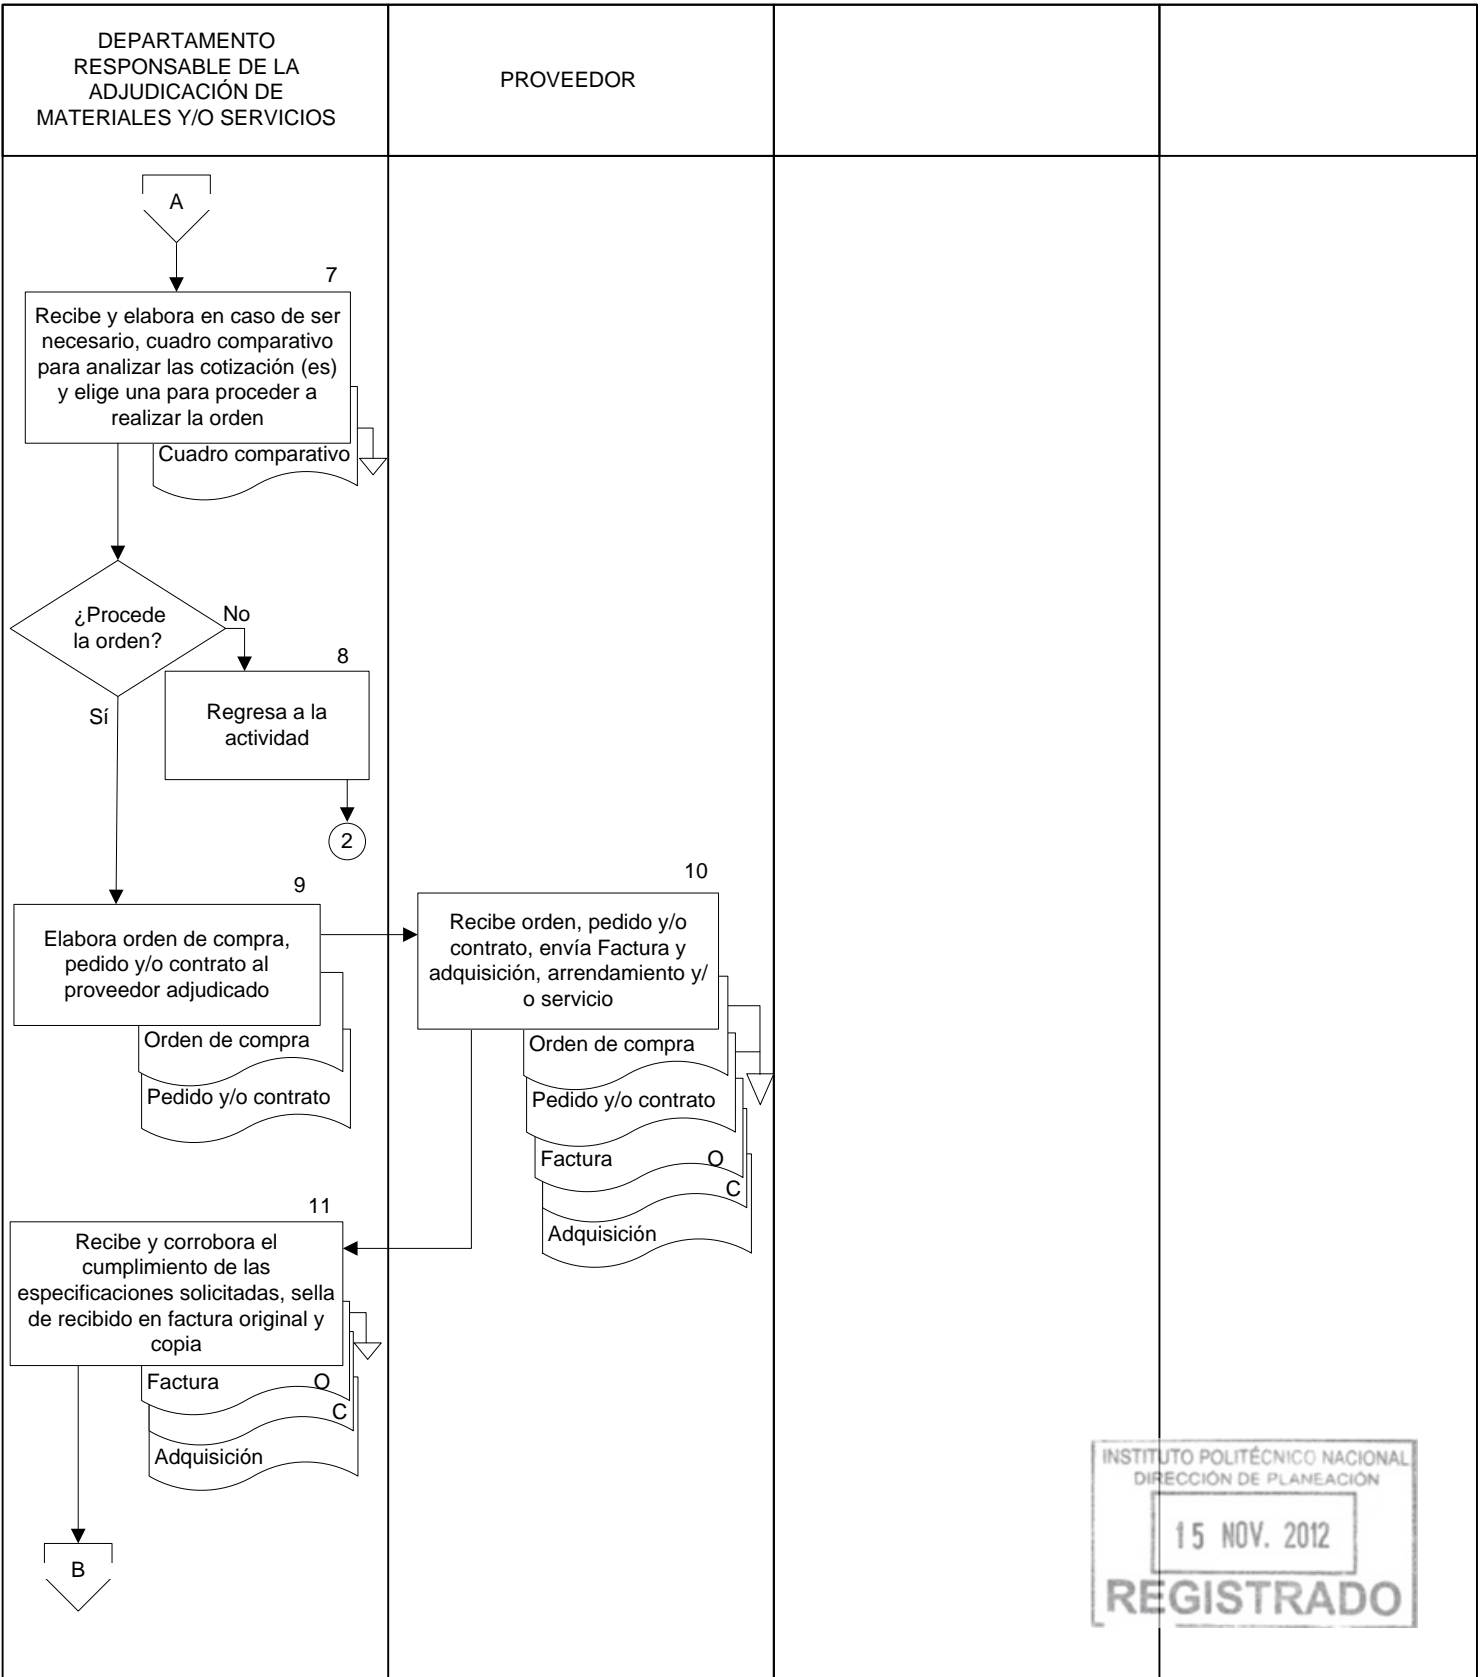 DEPARTAMENTO
RESPONSABLE DE LA
ADJUDICACIÓN DE
MATERIALES Y/O SERVICIOS
PROVEEDOR
A
7
Recibe y elabora en caso de ser
necesario, cuadro comparativo
para analizar las cotización (es)
y elige una para proceder a
realizar la orden
Cuadro comparativo
¿Procede
la orden?
No
Sí
8
Regresa a la
actividad
2
9
Elabora orden de compra,
pedido y/o contrato al
proveedor adjudicado
Orden de compra
Pedido y/o contrato
10
Recibe orden, pedido y/o
contrato, envía Factura y
adquisición, arrendamiento y/
o servicio
Orden de compra
Pedido y/o contrato
Factura O
C
Adquisición
11
Recibe y corrobora el
cumplimiento de las
especificaciones solicitadas, sella
de recibido en factura original y
copia
Factura O
C
Adquisición
B
INSTITUTO POLITÉCNICO NACIONAL
DIRECCIÓN DE PLANEACIÓN
15 NOV. 2012
REGISTRADO